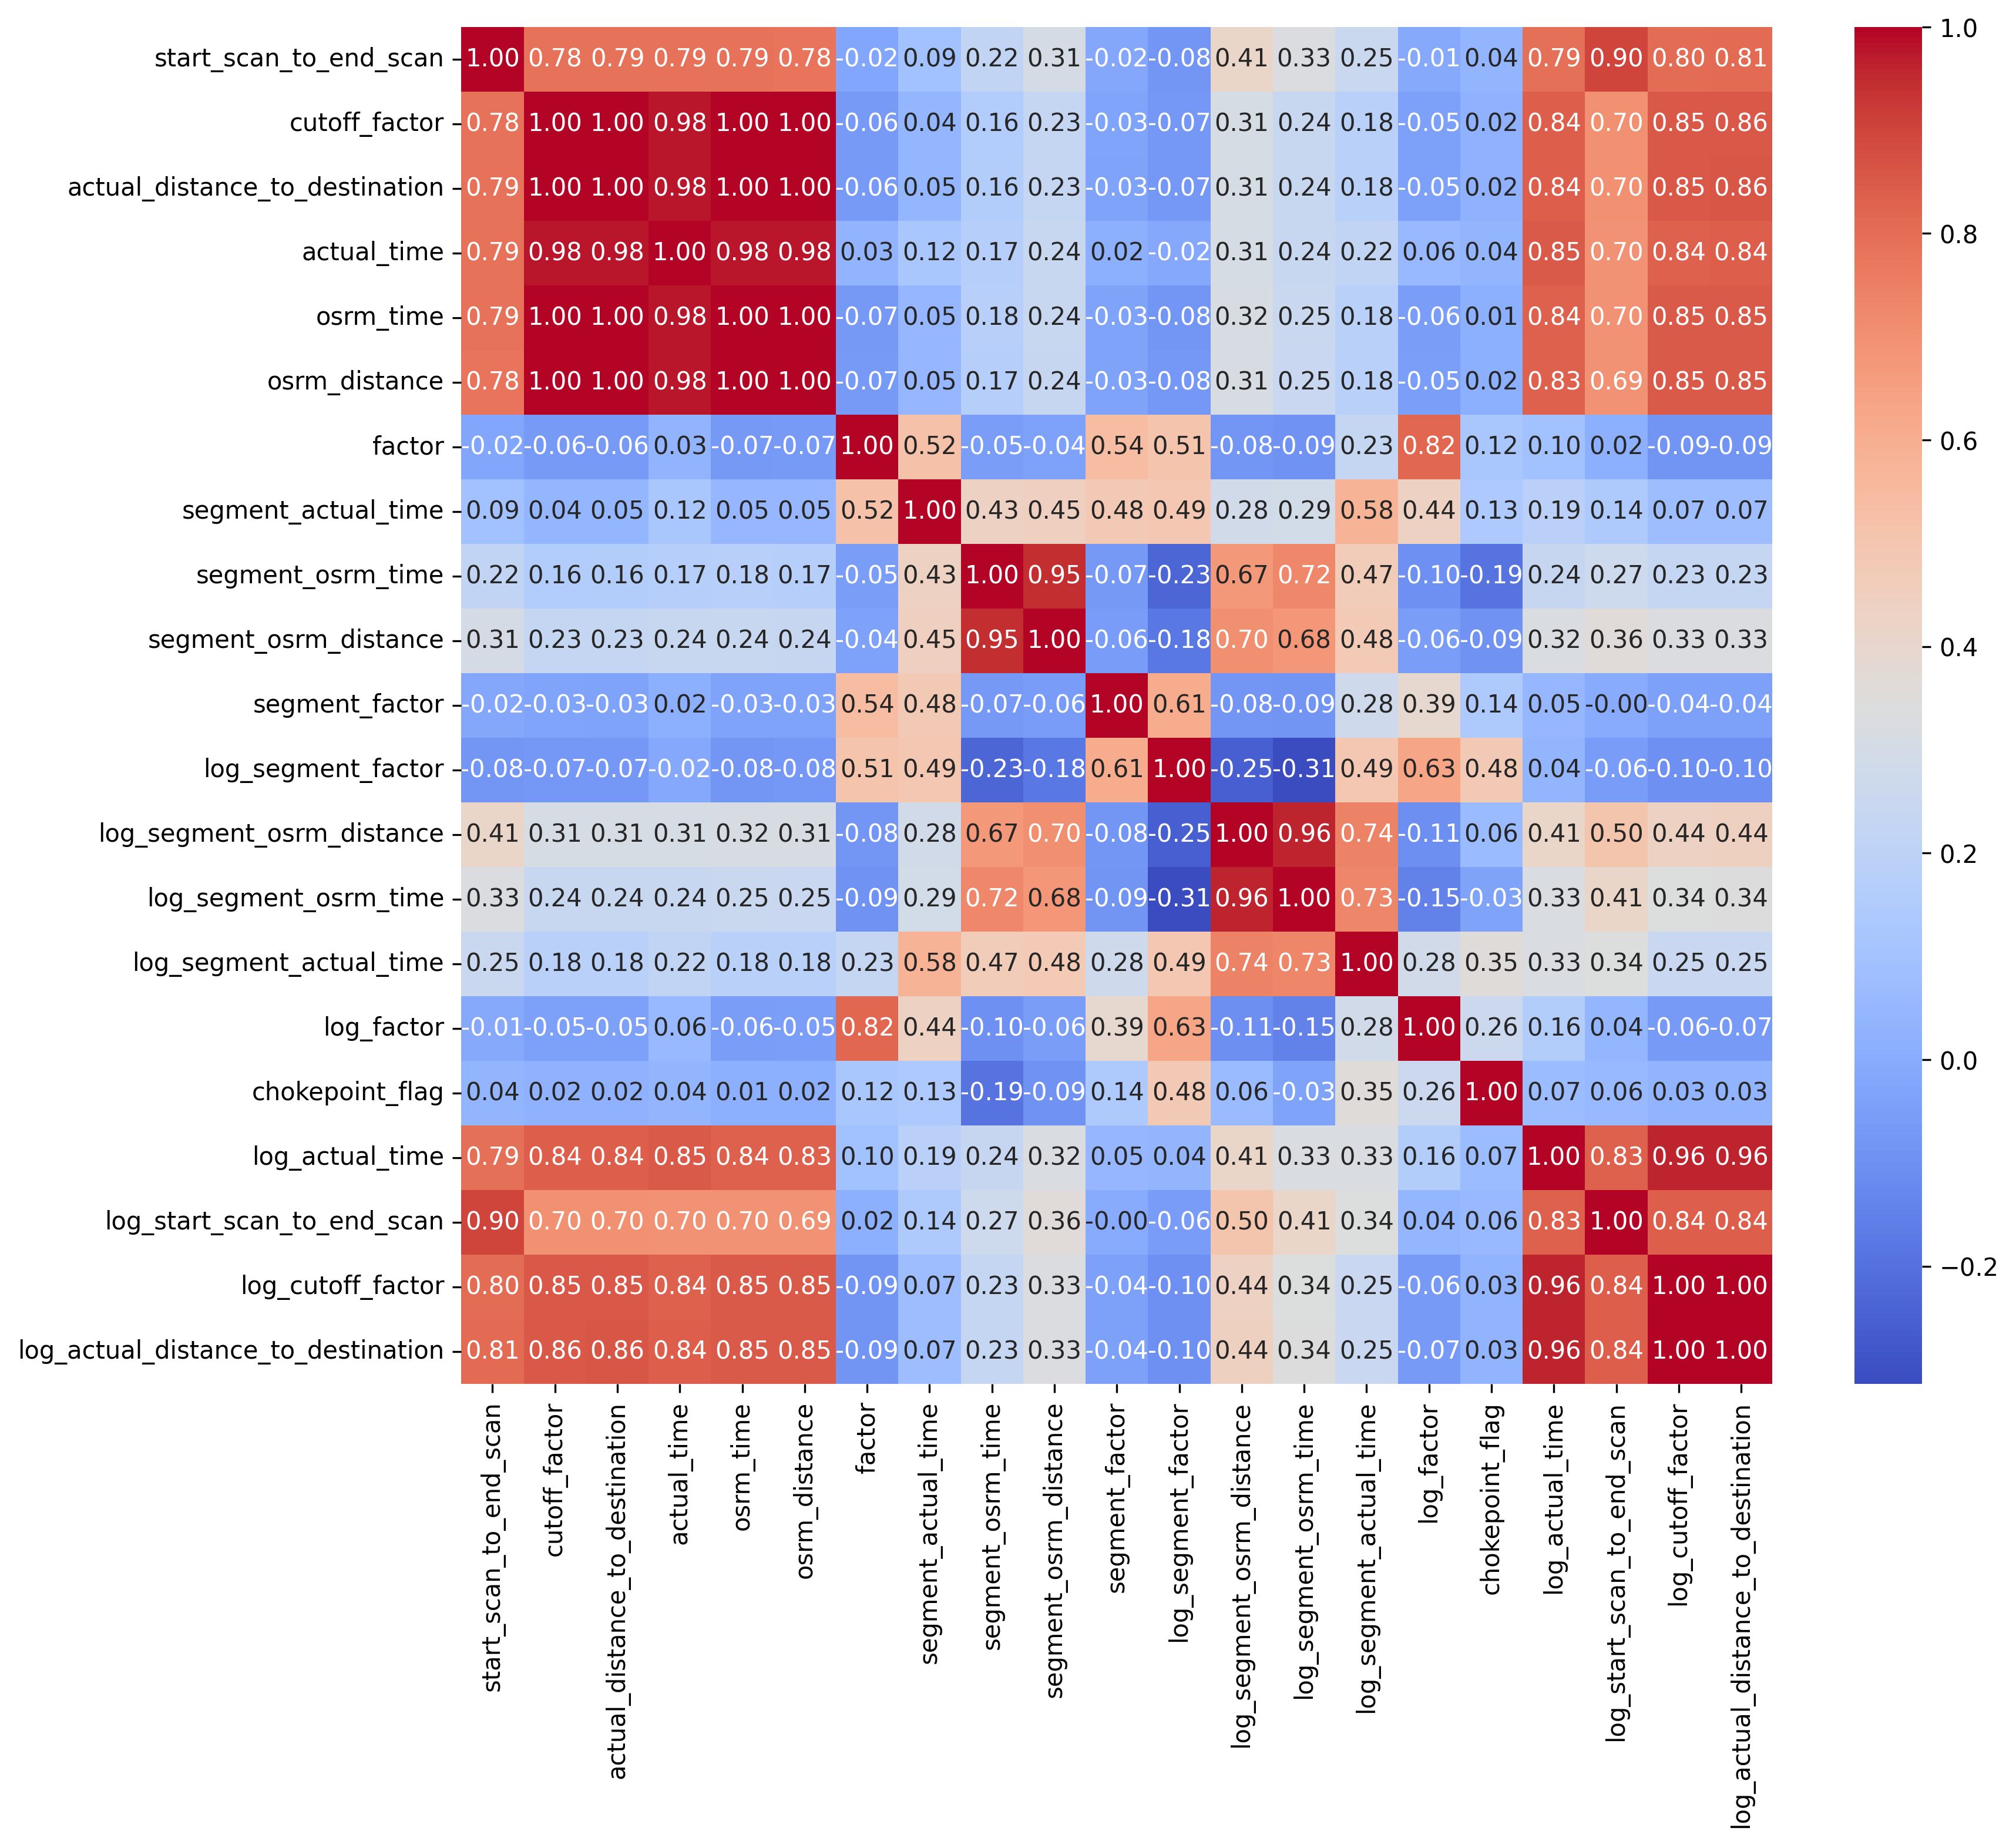 start_scan_to_end_scan 1.00 0.78 0.79 0.79 0.79 0.78 -0.02 0.09 0.22 0.31 -0.02 -0.08 0.41 0.33 0.25 -0.01 0.04 0.79 0.90 0.80 0.81
cutoff_factor 0.78 1.00 1.00 0.98 1.00 1.00 -0.06 0.04 0.16 0.23 -0.03 -0.07 0.31 0.24 0.18 -0.05 0.02 0.84 0.70 0.85 0.86
actual_distance_to_destination 0.79 1.00 1.00 0.98 1.00 1.00 -0.06 0.05 0.16 0.23 -0.03 -0.07 0.31 0.24 0.18 -0.05 0.02 0.84 0.70 0.85 0.86
actual_time 0.79 0.98 0.98 1.00 0.98 0.98 0.03 0.12 0.17 0.24 0.02 -0.02 0.31 0.24 0.22 0.06 0.04 0.85 0.70 0.84 0.84
osrm_time 0.79 1.00 1.00 0.98 1.00 1.00 -0.07 0.05 0.18 0.24 -0.03 -0.08 0.32 0.25 0.18 -0.06 0.01 0.84 0.70 0.85 0.85
osrm_distance 0.78 1.00 1.00 0.98 1.00 1.00 -0.07 0.05 0.17 0.24 -0.03 -0.08 0.31 0.25 0.18 -0.05 0.02 0.83 0.69 0.85 0.85
factor -0.02 -0.06 -0.06 0.03 -0.07 -0.07 1.00 0.52 -0.05 -0.04 0.54 0.51 -0.08 -0.09 0.23 0.82 0.12 0.10 0.02 -0.09 -0.09
segment_actual_time 0.09 0.04 0.05 0.12 0.05 0.05 0.52 1.00 0.43 0.45 0.48 0.49 0.28 0.29 0.58 0.44 0.13 0.19 0.14 0.07 0.07
segment_osrm_time 0.22 0.16 0.16 0.17 0.18 0.17 -0.05 0.43 1.00 0.95 -0.07 -0.23 0.67 0.72 0.47 -0.10 -0.19 0.24 0.27 0.23 0.23
segment_osrm_distance 0.31 0.23 0.23 0.24 0.24 0.24 -0.04 0.45 0.95 1.00 -0.06 -0.18 0.70 0.68 0.48 -0.06 -0.09 0.32 0.36 0.33 0.33
segment_factor -0.02 -0.03 -0.03 0.02 -0.03 -0.03 0.54 0.48 -0.07 -0.06 1.00 0.61 -0.08 -0.09 0.28 0.39 0.14 0.05 -0.00 -0.04 -0.04
log_segment_factor -0.08 -0.07 -0.07 -0.02 -0.08 -0.08 0.51 0.49 -0.23 -0.18 0.61 1.00 -0.25 -0.31 0.49 0.63 0.48 0.04 -0.06 -0.10 -0.10
log_segment_osrm_distance 0.41 0.31 0.31 0.31 0.32 0.31 -0.08 0.28 0.67 0.70 -0.08 -0.25 1.00 0.96 0.74 -0.11 0.06 0.41 0.50 0.44 0.44
log_segment_osrm_time 0.33 0.24 0.24 0.24 0.25 0.25 -0.09 0.29 0.72 0.68 -0.09 -0.31 0.96 1.00 0.73 -0.15 -0.03 0.33 0.41 0.34 0.34
log_segment_actual_time 0.25 0.18 0.18 0.22 0.18 0.18 0.23 0.58 0.47 0.48 0.28 0.49 0.74 0.73 1.00 0.28 0.35 0.33 0.34 0.25 0.25
log_factor -0.01 -0.05 -0.05 0.06 -0.06 -0.05 0.82 0.44 -0.10 -0.06 0.39 0.63 -0.11 -0.15 0.28 1.00 0.26 0.16 0.04 -0.06 -0.07
chokepoint_flag 0.04 0.02 0.02 0.04 0.01 0.02 0.12 0.13 -0.19 -0.09 0.14 0.48 0.06 -0.03 0.35 0.26 1.00 0.07 0.06 0.03 0.03
log_actual_time 0.79 0.84 0.84 0.85 0.84 0.83 0.10 0.19 0.24 0.32 0.05 0.04 0.41 0.33 0.33 0.16 0.07 1.00 0.83 0.96 0.96
log_start_scan_to_end_scan 0.90 0.70 0.70 0.70 0.70 0.69 0.02 0.14 0.27 0.36 -0.00 -0.06 0.50 0.41 0.34 0.04 0.06 0.83 1.00 0.84 0.84
log_cutoff_factor 0.80 0.85 0.85 0.84 0.85 0.85 -0.09 0.07 0.23 0.33 -0.04 -0.10 0.44 0.34 0.25 -0.06 0.03 0.96 0.84 1.00 1.00
log_actual_distance_to_destination 0.81 0.86 0.86 0.84 0.85 0.85 -0.09 0.07 0.23 0.33 -0.04 -0.10 0.44 0.34 0.25 -0.07 0.03 0.96 0.84 1.00 1.00
start_scan_to_end_scan
cutoff_factor
actual_distance_to_destination
actual_time
osrm_time
osrm_distance
factor
segment_actual_time
segment_osrm_time
segment_osrm_distance
segment_factor
log_segment_factor
log_segment_osrm_distance
log_segment_osrm_time
log_segment_actual_time
log_factor
chokepoint_flag
log_actual_time
log_start_scan_to_end_scan
log_cutoff_factor
log_actual_distance_to_destination
1.0
0.8
0.6
0.4
0.2
0.0
−0.2